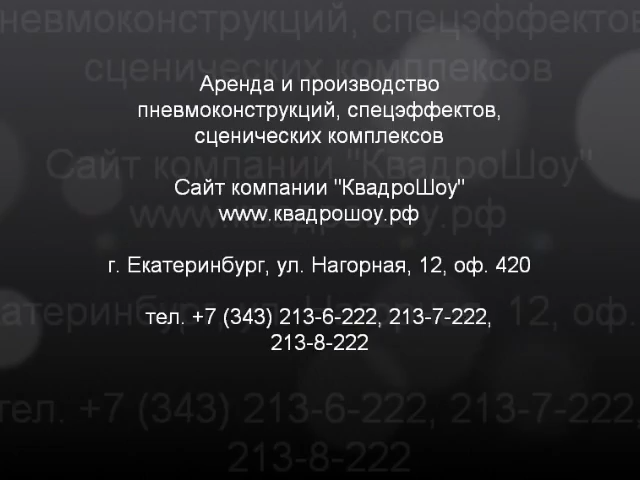 Аренда и производство
пневмоконструкций, спецэффектов,
сценических комплексов
Сайт компании "КвадроШоу"
www.квадрошоу.рф
г. Екатеринбург, ул. Нагорная, 12, оф. 420
тел. +7 (343) 213-6-222, 213-7-222,
213-8-222